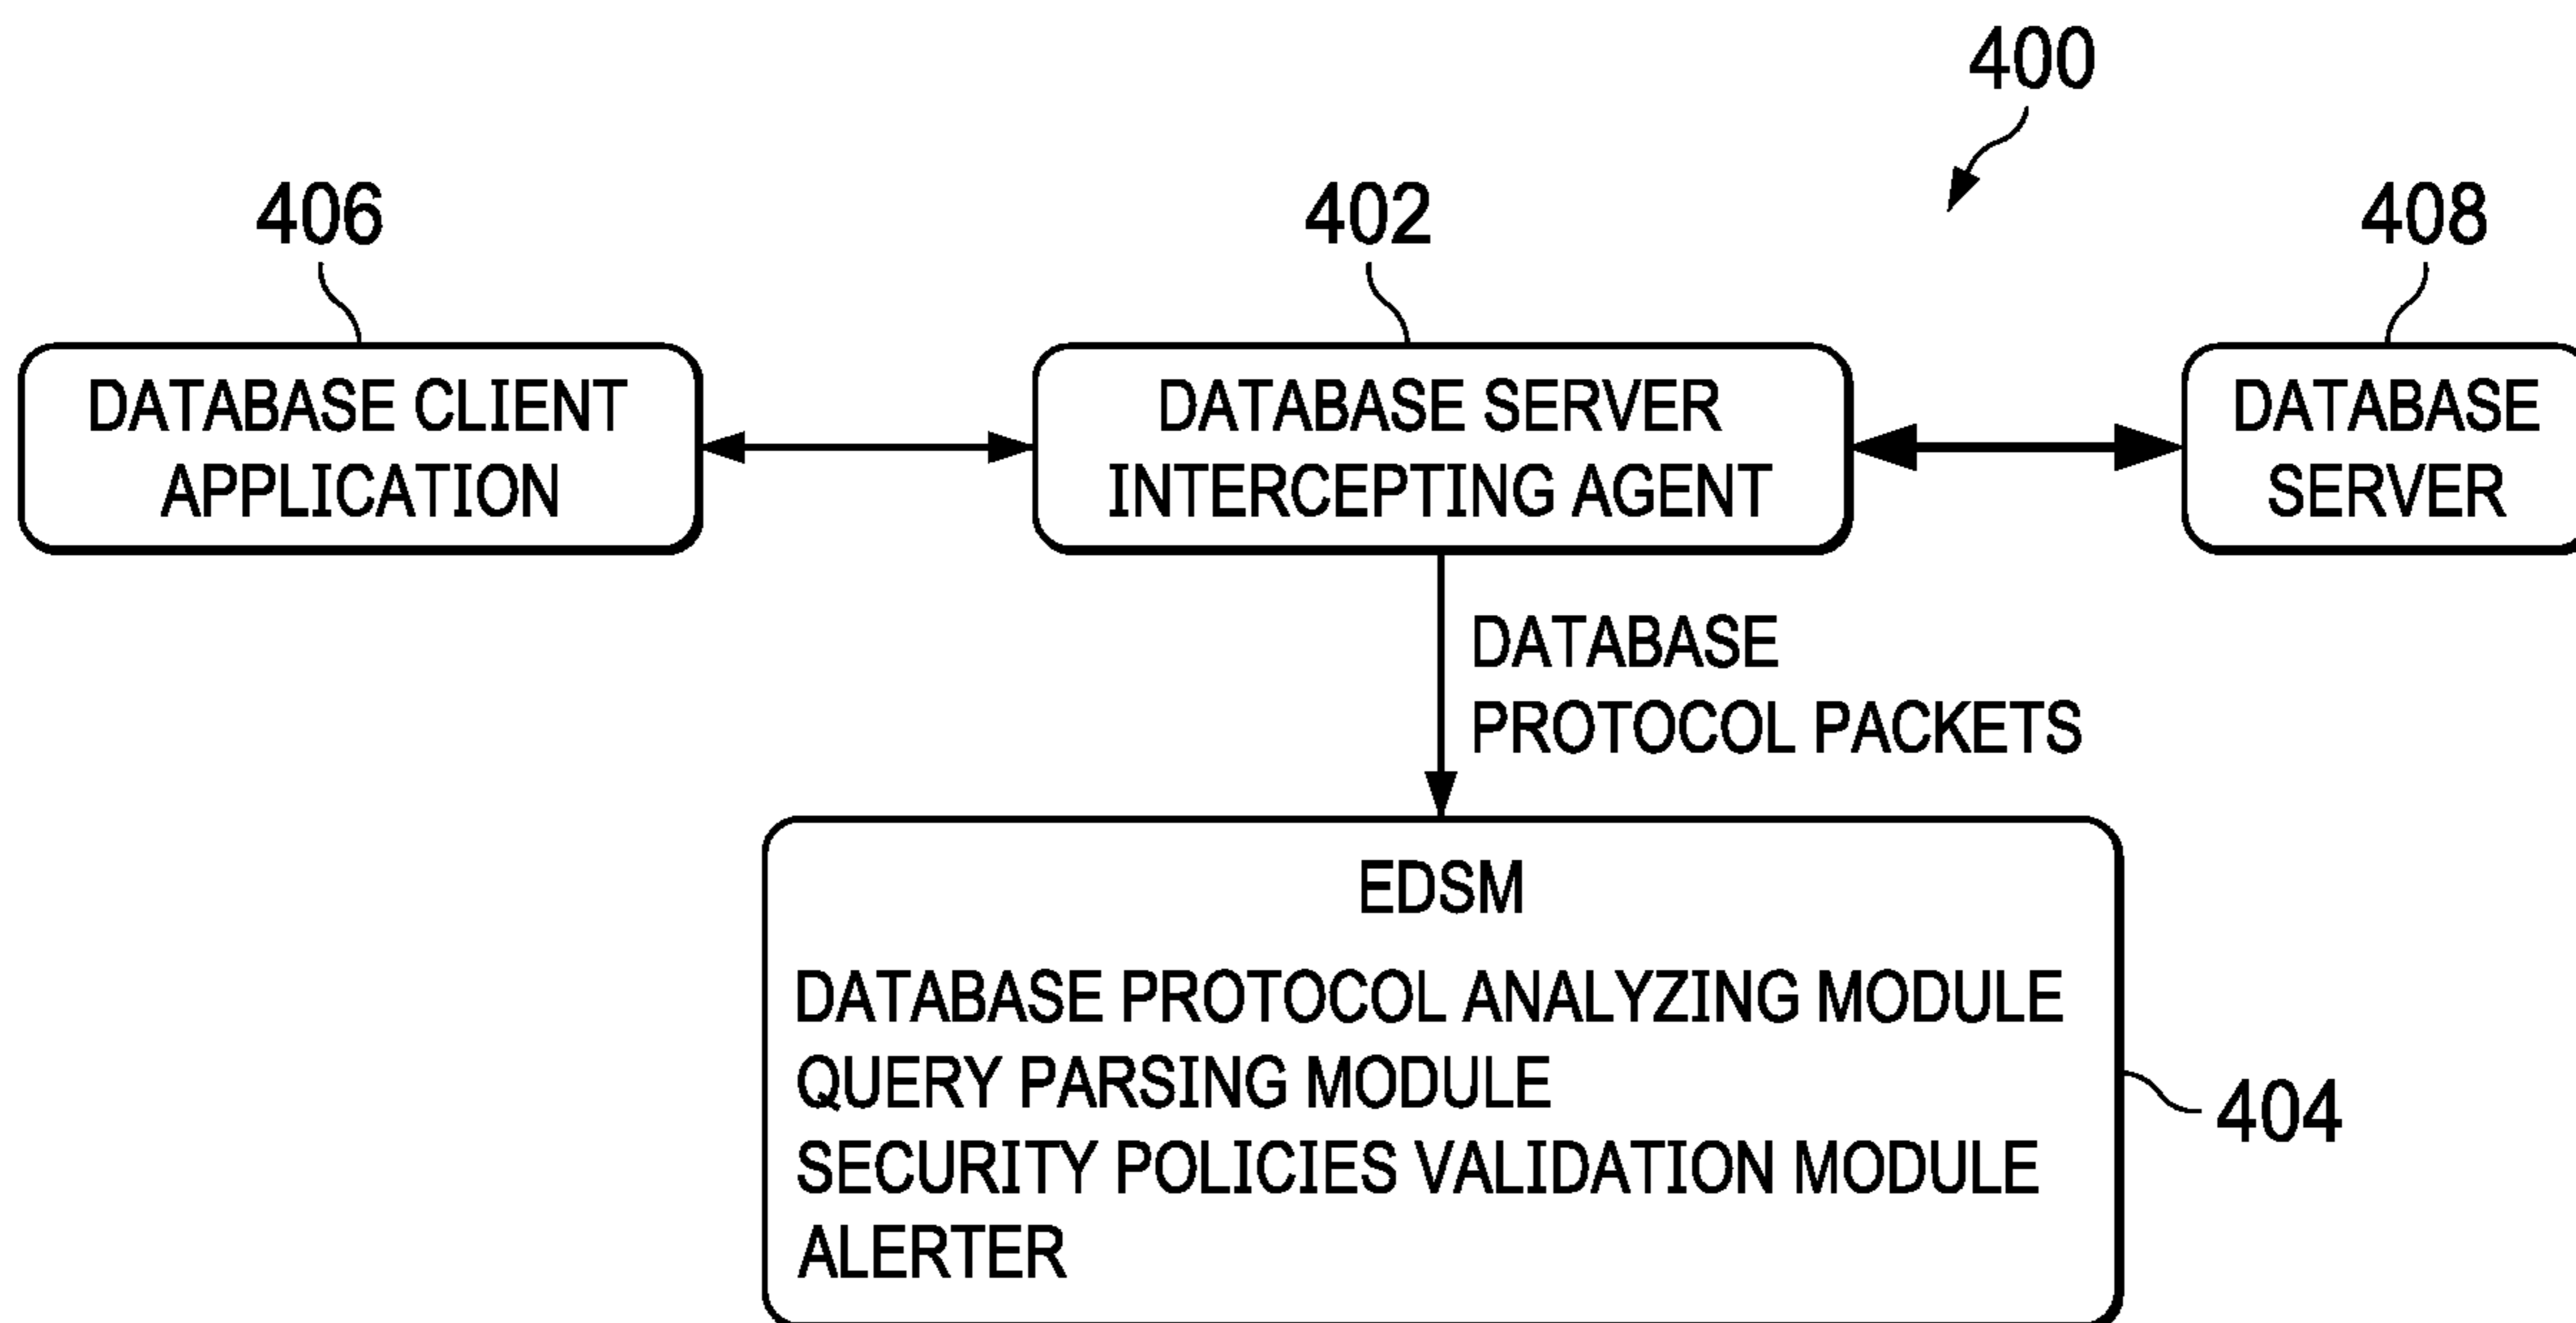 400
406
402
408
DATABASE CLIENT
APPLICATION
DATABASE SERVER
INTERCEPTING AGENT
DATABASE
SERVER
DATABASE
PROTOCOL PACKETS
EDSM
DATABASE PROTOCOL ANALYZING MODULE
QUERY PARSING MODULE
SECURITY POLICIES VALIDATION MODULE
ALERTER
404